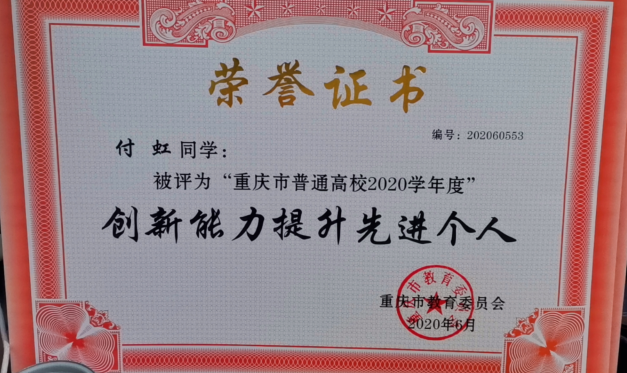 荣誉证书
编号：202060553
付 虹 同学：
被评为“重庆市普通高校2020学年度”
创新能力提升先进个人
重庆市教育委员会
2020年6月